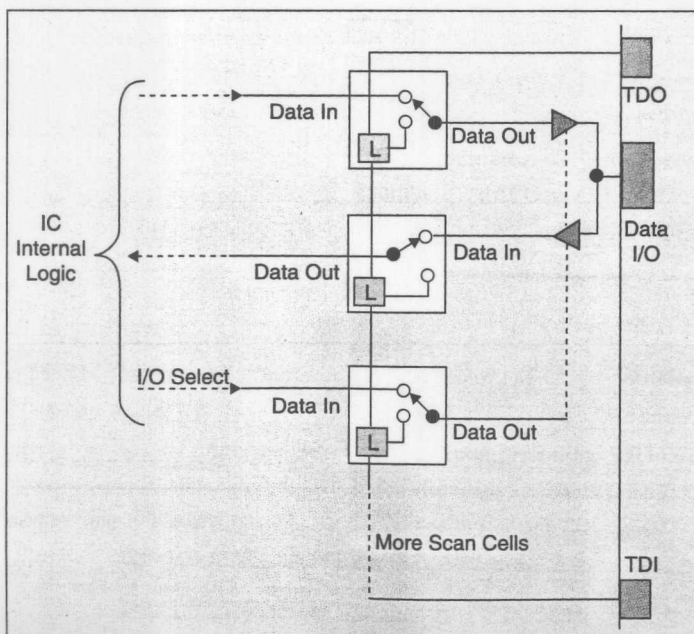 TDO
Data In
Data Out
L
IC
Internal
Logic
Data
I/O
Data In
Data Out
L
I/O Select
Data In
Data Out
L
More Scan Cells
TDI